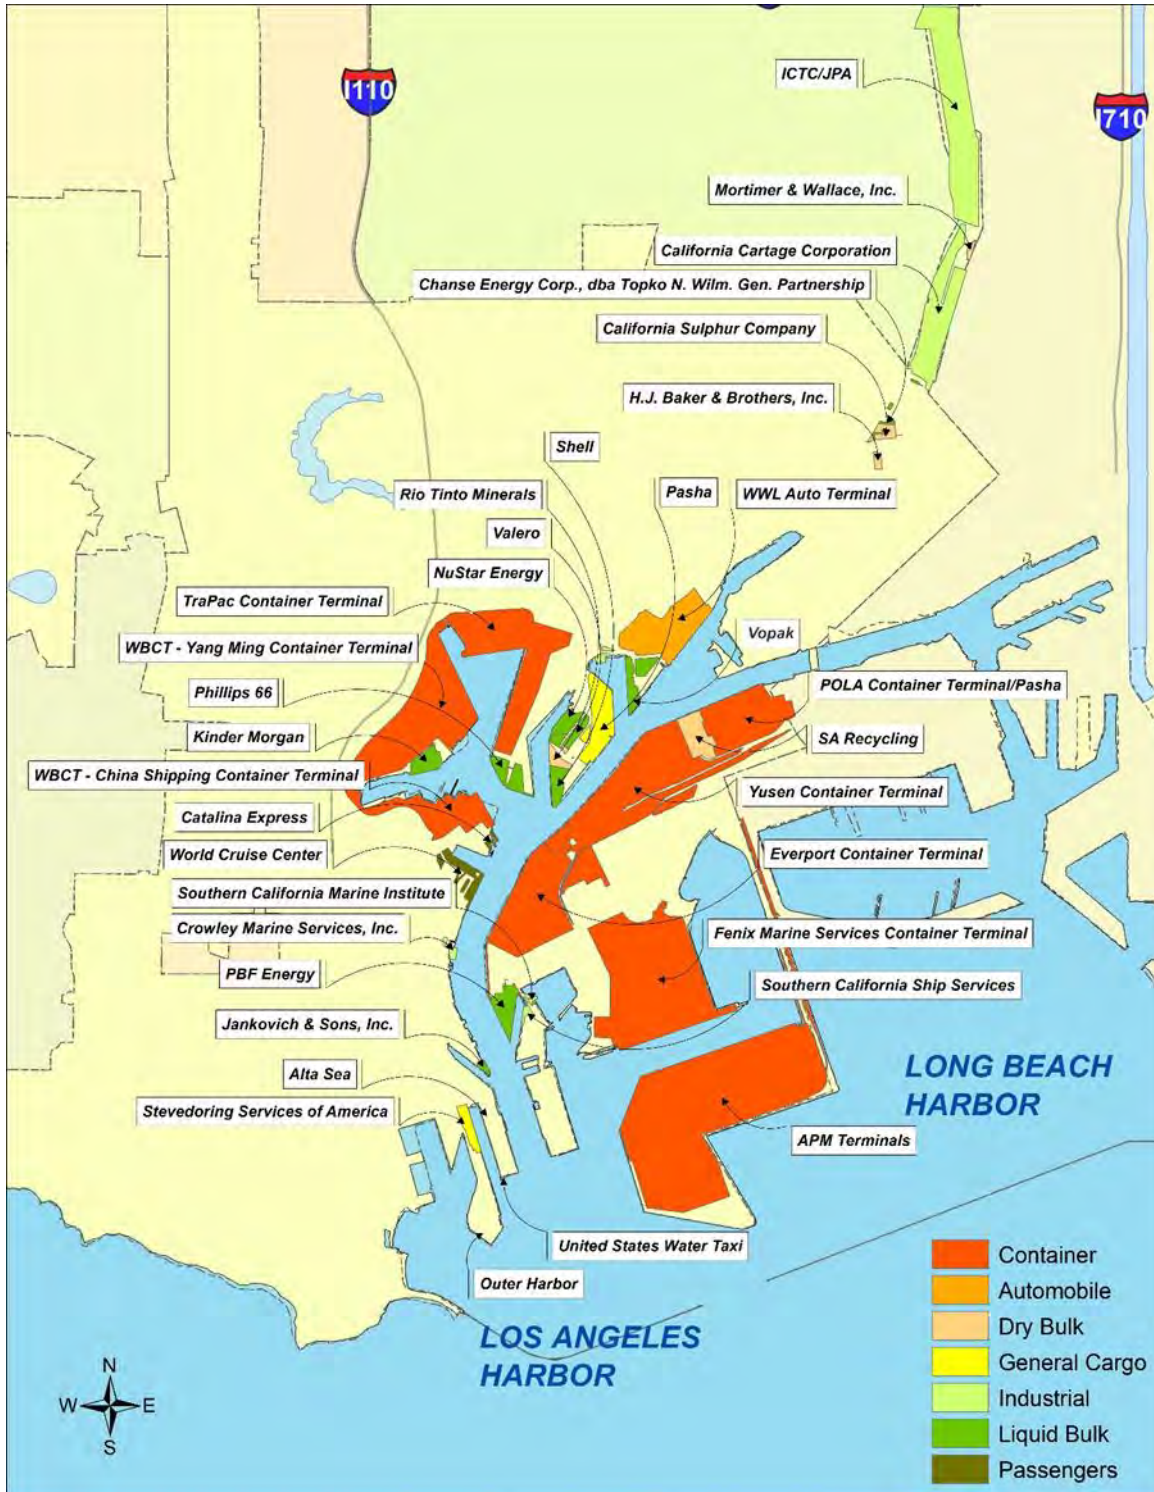 I110
I710
ICTC/JPA
Mortimer & Wallace, Inc.
California Cartage Corporation
Chanse Energy Corp., dba Topko N. Wilm. Gen. Partnership
California Sulphur Company
H.J. Baker & Brothers, Inc.
Shell
Rio Tinto Minerals
Pasha
WWL Auto Terminal
Valero
NuStar Energy
TraPac Container Terminal
Vopak
WBCT - Yang Ming Container Terminal
POLA Container Terminal/Pasha
Phillips 66
Kinder Morgan
SA Recycling
WBCT - China Shipping Container Terminal
Yusen Container Terminal
Catalina Express
World Cruise Center
Everport Container Terminal
Southern California Marine Institute
Crowley Marine Services, Inc.
Fenix Marine Services Container Terminal
PBF Energy
Southern California Ship Services
Jankovich & Sons, Inc.
Alta Sea
LONG BEACH
HARBOR
Stevedoring Services of America
APM Terminals
United States Water Taxi
Outer Harbor
LOS ANGELES
HARBOR
Container
Automobile
Dry Bulk
General Cargo
Industrial
Liquid Bulk
Passengers
N
W
E
S